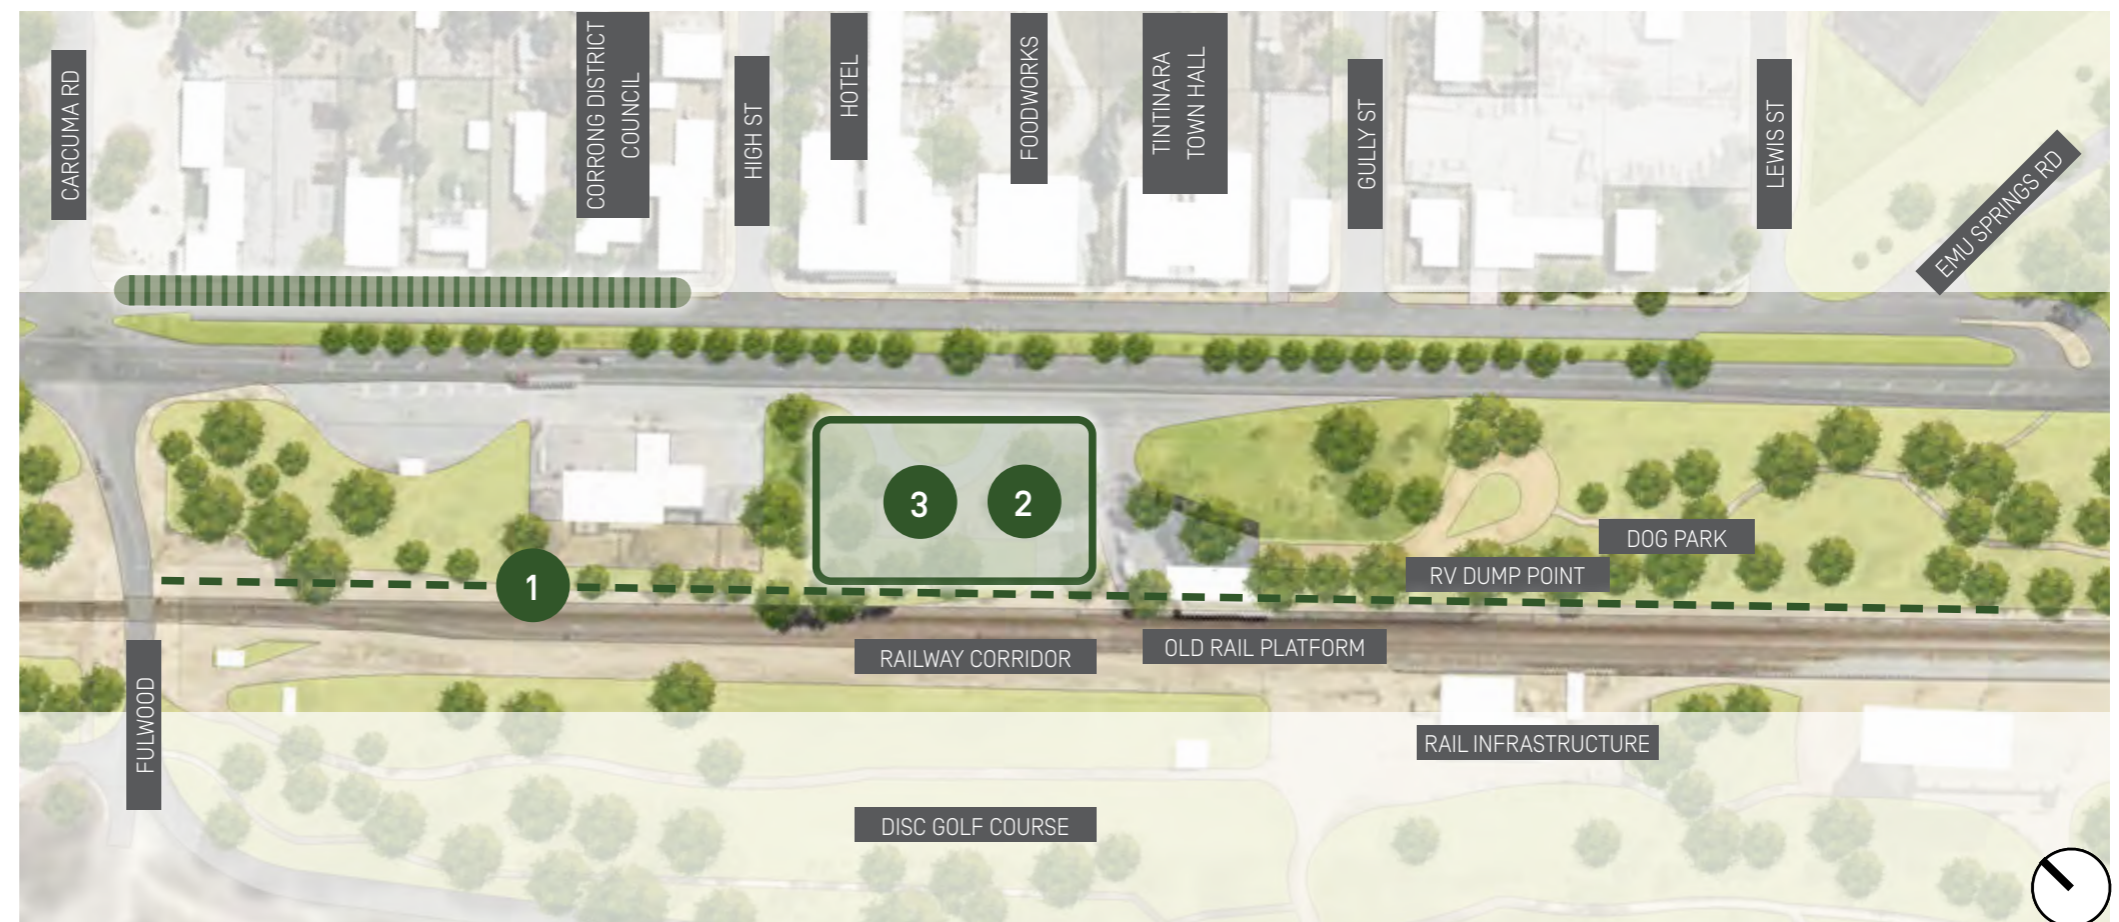 CARCUMA RD
CORRONG DISTRICT
COUNCIL
HIGH ST
HOTEL
FOODWORKS
TINTINARA
TOWN HALL
GULLY ST
LEWIS ST
EMU SPRINGS RD
3
2
1
DOG PARK
RV DUMP POINT
RAILWAY CORRIDOR
OLD RAIL PLATFORM
FULWOOD
RAIL INFRASTRUCTURE
DISC GOLF COURSE